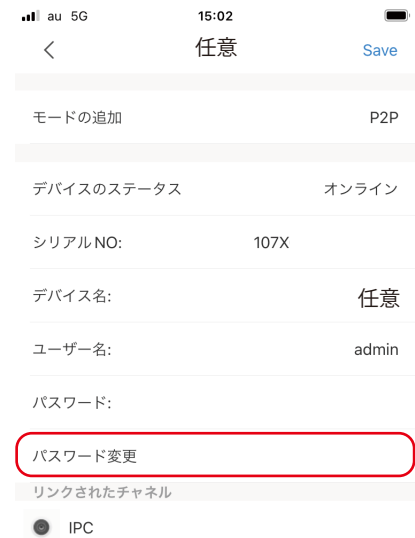 au 5G 15:02
任意 Save
モードの追加 P2P
デバイスのステータス オンライン
シリアルNO: 107X
デバイス名: 任意
ユーザー名: admin
パスワード:
パスワード変更
リンクされたチャネル
IPC